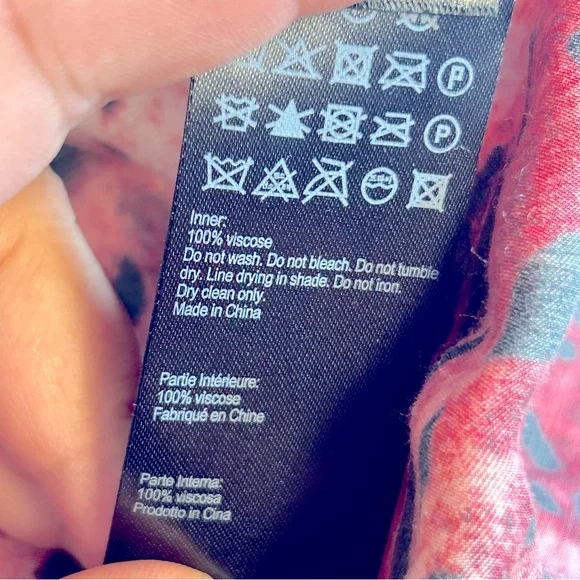 P
P
Inner:
100% viscose
Do not wash. Do not bleach. Do not tumble
dry. Line drying in shade. Do not iron.
Dry clean only.
Made in China
Partie Intérieure:
100% viscose
Fabriqué en Chine
Parte Interna:
100% viscosa
Prodotto in Cina